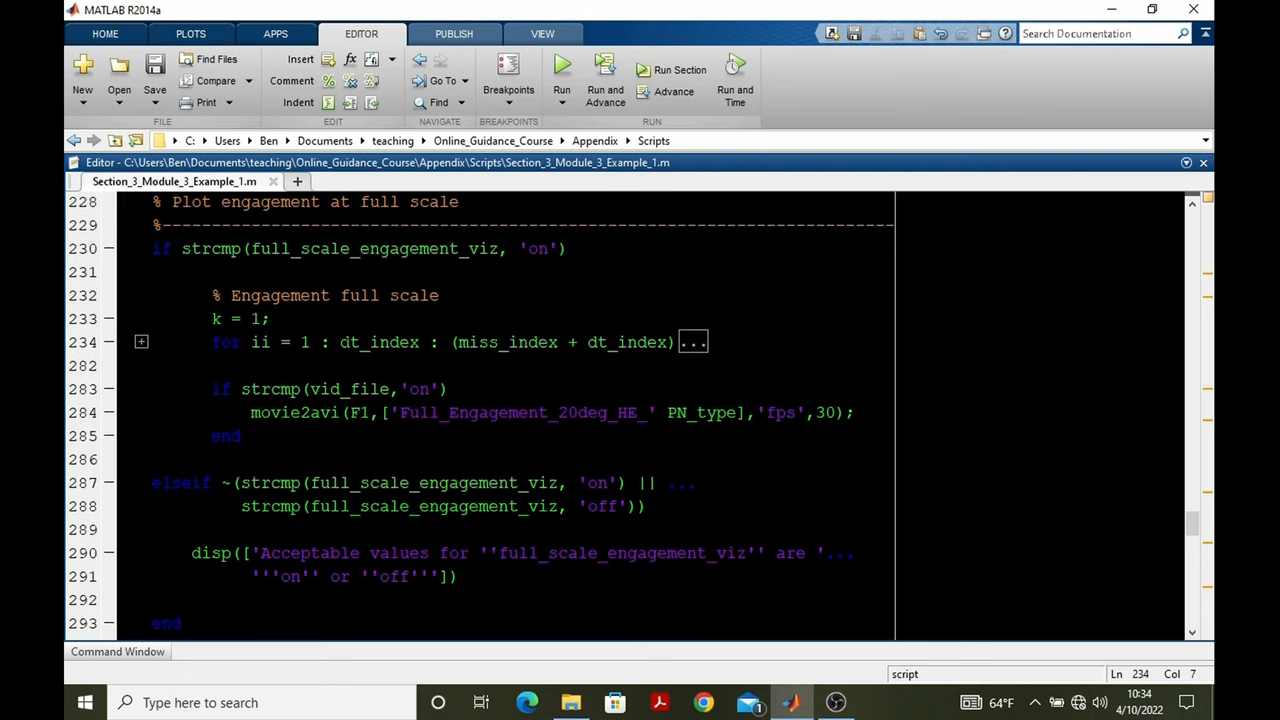 MATLAB R2014a
HOME PLOTS APPS EDITOR PUBLISH VIEW Search Documentation
New Open Save Find Files Compare Print Insert Comment Indent Go To Find Breakpoints Run Run and Advance Run Section Advance Run and Time
FILE EDIT NAVIGATE BREAKPOINTS RUN
C: Users Ben Documents teaching Online_Guidance_Course Appendix Scripts
Editor - C:\Users\Ben\Documents\teaching\Online_Guidance_Course\Appendix\Scripts\Section_3_Module_3_Example_1.m
Section_3_Module_3_Example_1.m
228 % Plot engagement at full scale
229 %--------------------------------------------------------------------------
230 if strcmp(full_scale_engagement_viz, 'on')
231
232 % Engagement full scale
233 k = 1;
234 for ii = 1 : dt_index : (miss_index + dt_index)...
282
283 if strcmp(vid_file,'on')
284 movie2avi(F1,['Full_Engagement_20deg_HE_' PN_type],'fps',30);
285 end
286
287 elseif ~(strcmp(full_scale_engagement_viz, 'on') || ...
288 strcmp(full_scale_engagement_viz, 'off'))
289
290 disp(['Acceptable values for ''full_scale_engagement_viz'' are '...
291 '''on'' or ''off'''])
292
293 end
Command Window
script Ln 234 Col 7
Type here to search 1 64°F 10:34
4/10/2022